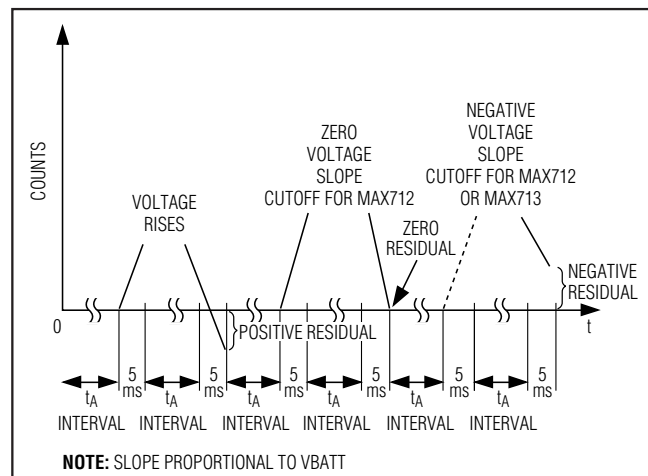 COUNTS
VOLTAGE
RISES
ZERO
VOLTAGE
SLOPE
CUTOFF FOR MAX712
NEGATIVE
VOLTAGE
SLOPE
CUTOFF FOR MAX712
OR MAX713
ZERO
RESIDUAL
NEGATIVE
RESIDUAL
POSITIVE RESIDUAL
0
t
5 5 5 5 5 5
ms ms ms ms ms ms
tA tA tA tA tA tA
INTERVAL INTERVAL INTERVAL INTERVAL INTERVAL INTERVAL
NOTE: SLOPE PROPORTIONAL TO VBATT